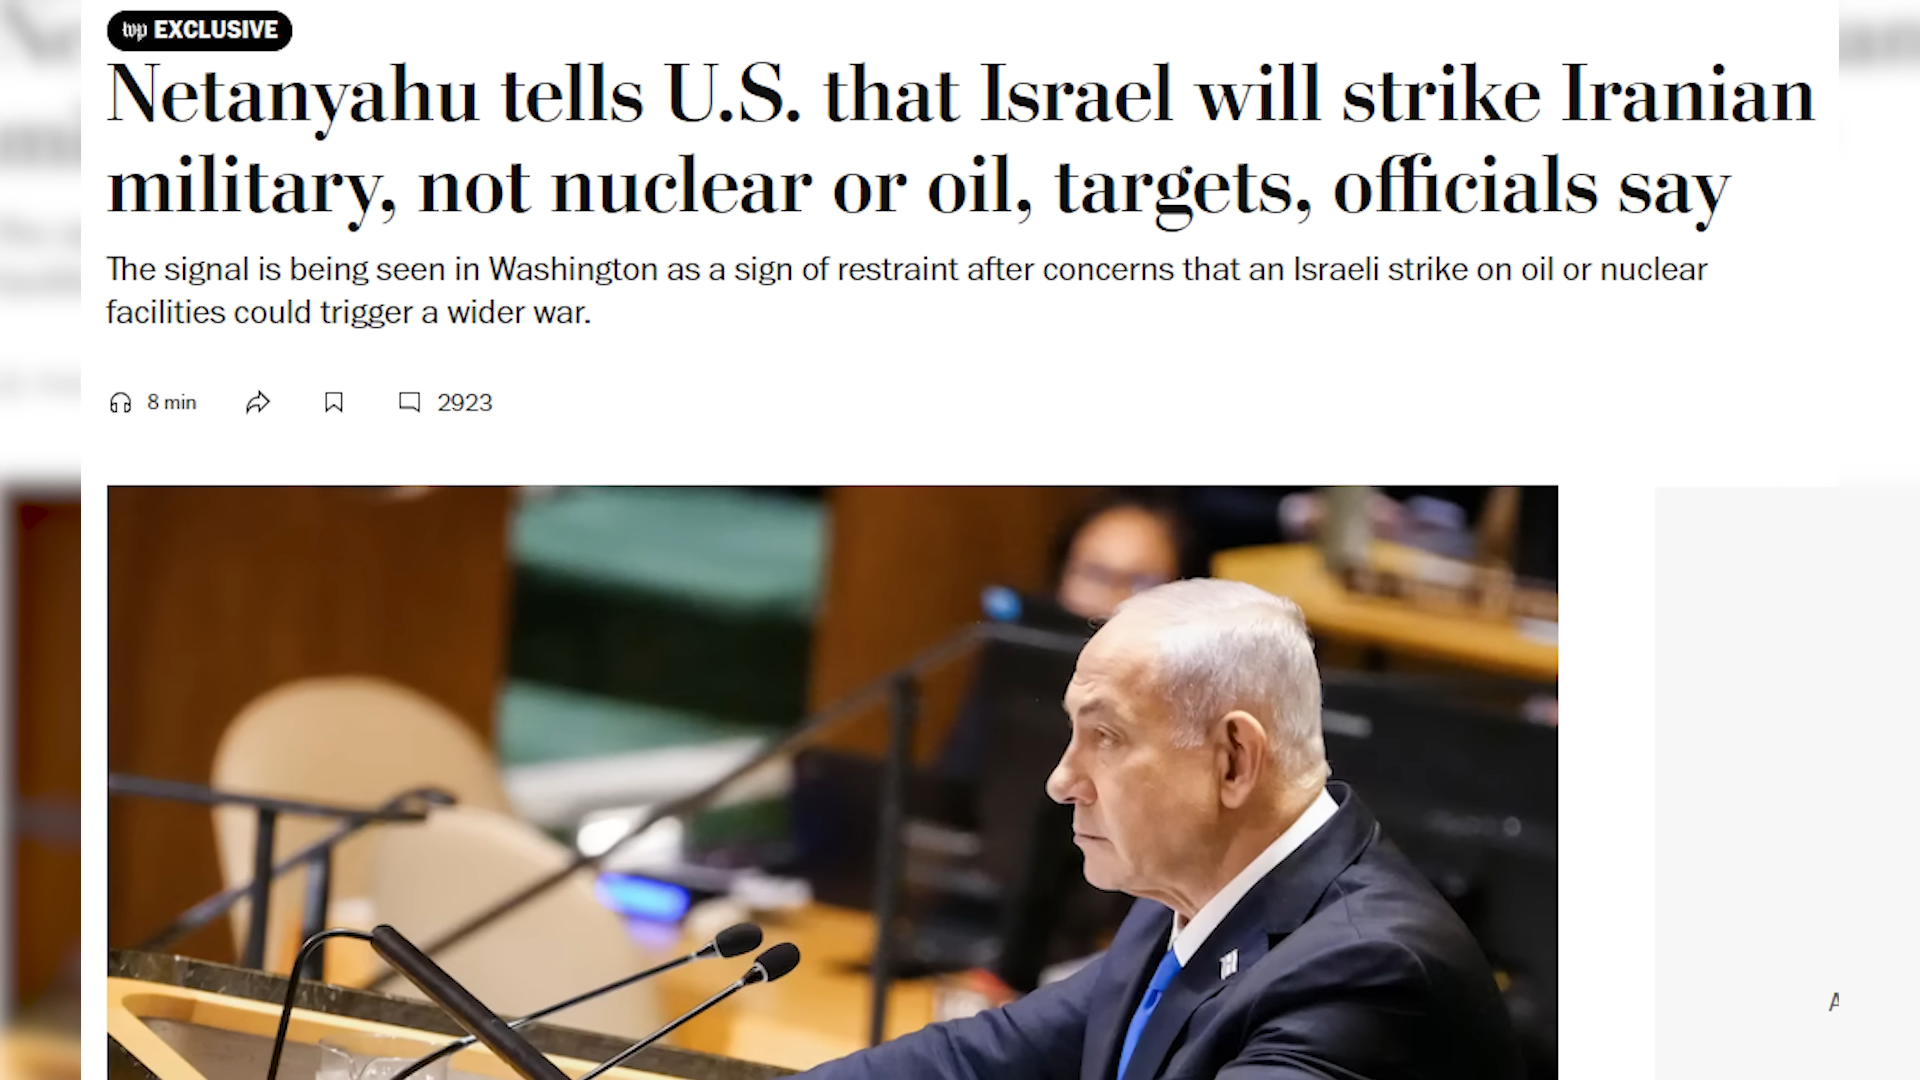 wp EXCLUSIVE
Netanyahu tells U.S. that Israel will strike Iranian
military, not nuclear or oil, targets, officials say
The signal is being seen in Washington as a sign of restraint after concerns that an Israeli strike on oil or nuclear
facilities could trigger a wider war.
8 min 2923
A